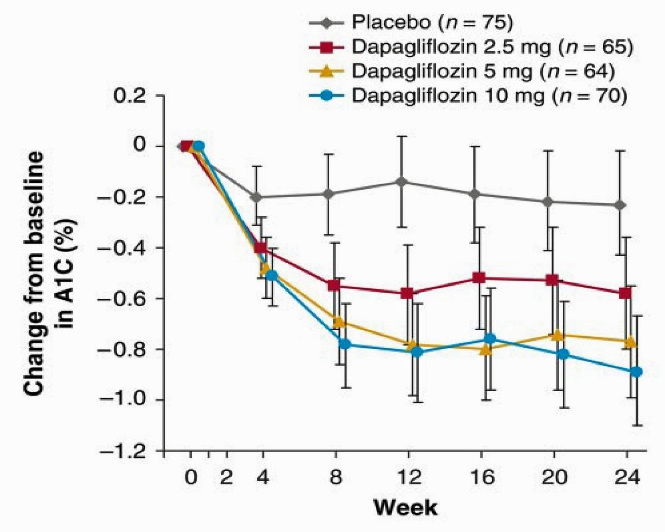 Placebo (n = 75)
Dapagliflozin 2.5 mg (n = 65)
Dapagliflozin 5 mg (n = 64)
Dapagliflozin 10 mg (n = 70)
Change from baseline
in A1C (%)
0.2
0
–0.2
–0.4
–0.6
–0.8
–1.0
–1.2
0 2 4 8 12 16 20 24
Week